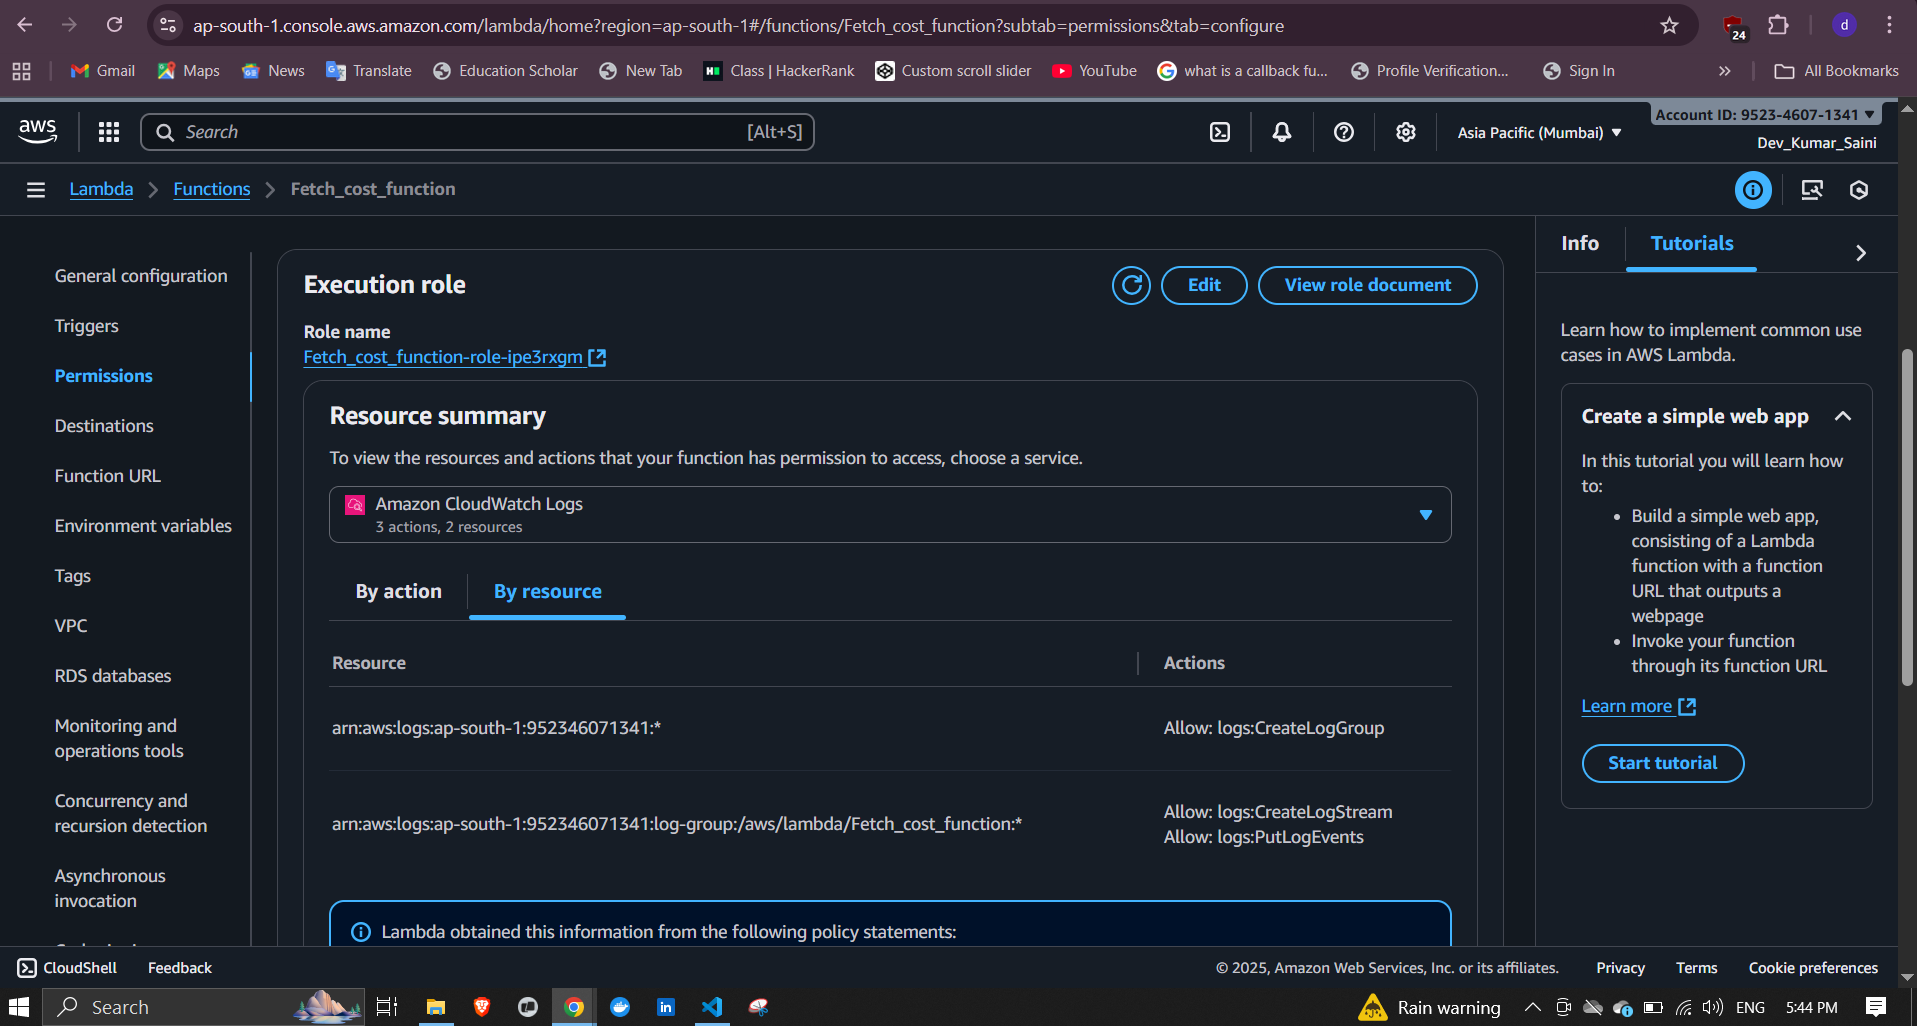 ap-south-1.console.aws.amazon.com/lambda/home?region=ap-south-1#/functions/Fetch_cost_function?subtab=permissions&tab=configure
24
d
Gmail
Maps
News
Translate
Education Scholar
New Tab
Class | HackerRank
Custom scroll slider
YouTube
what is a callback fu...
Profile Verification...
Sign In
»
All Bookmarks
aws
Search
[Alt+S]
Asia Pacific (Mumbai)
Account ID: 9523-4607-1341
Dev_Kumar_Saini
Lambda
Functions
Fetch_cost_function
General configuration
Triggers
Permissions
Destinations
Function URL
Environment variables
Tags
VPC
RDS databases
Monitoring and
operations tools
Concurrency and
recursion detection
Asynchronous
invocation
Execution role
Edit
View role document
Role name
Fetch_cost_function-role-ipe3rxgm
Resource summary
To view the resources and actions that your function has permission to access, choose a service.
Amazon CloudWatch Logs
3 actions, 2 resources
By action
By resource
Resource
Actions
arn:aws:logs:ap-south-1:952346071341:*
Allow: logs:CreateLogGroup
arn:aws:logs:ap-south-1:952346071341:log-group:/aws/lambda/Fetch_cost_function:*
Allow: logs:CreateLogStream
Allow: logs:PutLogEvents
Lambda obtained this information from the following policy statements:
Info
Tutorials
Learn how to implement common use
cases in AWS Lambda.
Create a simple web app
In this tutorial you will learn how
to:
• Build a simple web app,
consisting of a Lambda
function with a function
URL that outputs a
webpage
• Invoke your function
through its function URL
Learn more
Start tutorial
CloudShell
Feedback
© 2025, Amazon Web Services, Inc. or its affiliates.
Privacy
Terms
Cookie preferences
Search
Rain warning
ENG
5:44 PM